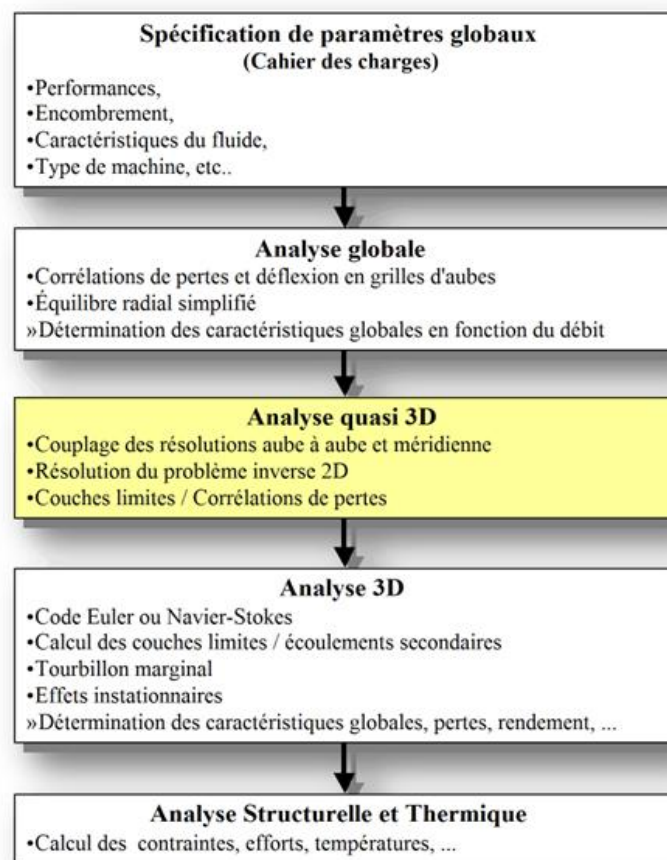 Spécification de paramètres globaux
(Cahier des charges)
•Performances,
•Encombrement,
•Caractéristiques du fluide,
•Type de machine, etc..
Analyse globale
•Corrélations de pertes et déflexion en grilles d'aubes
•Équilibre radial simplifié
»Détermination des caractéristiques globales en fonction du débit
Analyse quasi 3D
•Couplage des résolutions aube à aube et méridienne
•Résolution du problème inverse 2D
•Couches limites / Corrélations de pertes
Analyse 3D
•Code Euler ou Navier-Stokes
•Calcul des couches limites / écoulements secondaires
•Tourbillon marginal
•Effets instationnaires
»Détermination des caractéristiques globales, pertes, rendement, ...
Analyse Structurelle et Thermique
•Calcul des  contraintes, efforts, températures, ...